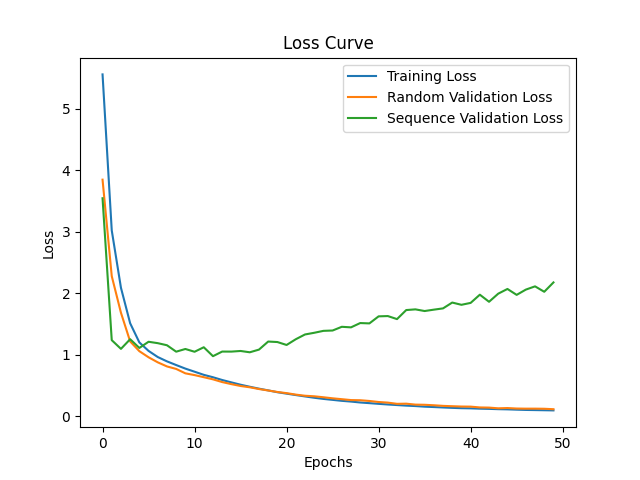 Loss Curve
Training Loss
Random Validation Loss
Sequence Validation Loss
Loss
5
4
3
2
1
0
0 10 20 30 40 50
Epochs